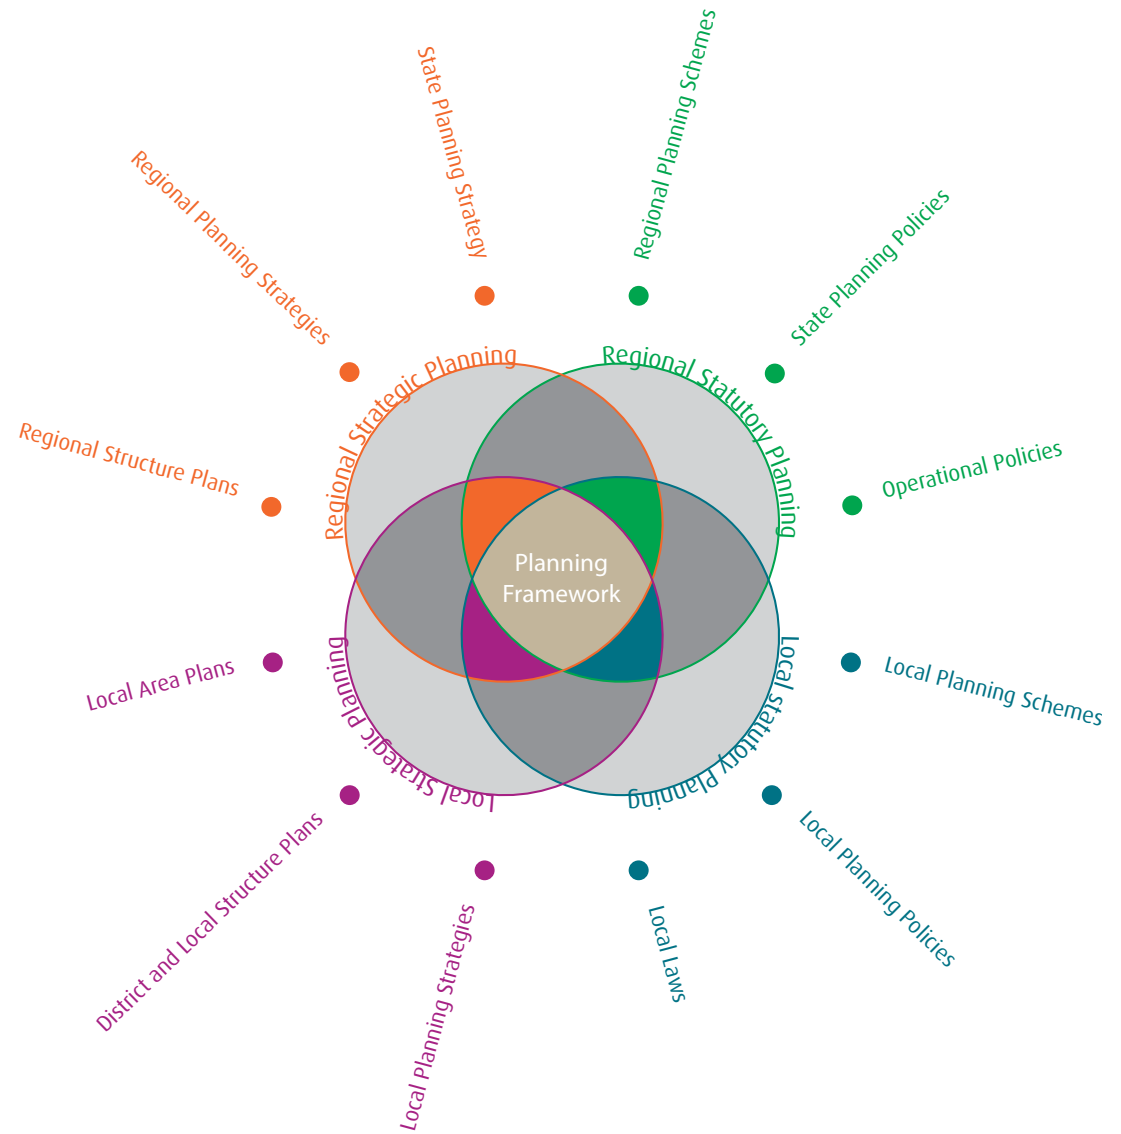 State Planning Strategy
Regional Planning Schemes
Regional Planning Strategies
State Planning Policies
Regional Structure Plans
Operational Policies
Regional Strategic Planning
Regional Statutory Planning
Planning
Framework
Local Strategic Planning
Local statutory Planning
Local Area Plans
Local Planning Schemes
District and Local Structure Plans
Local Planning Policies
Local Planning Strategies
Local Laws